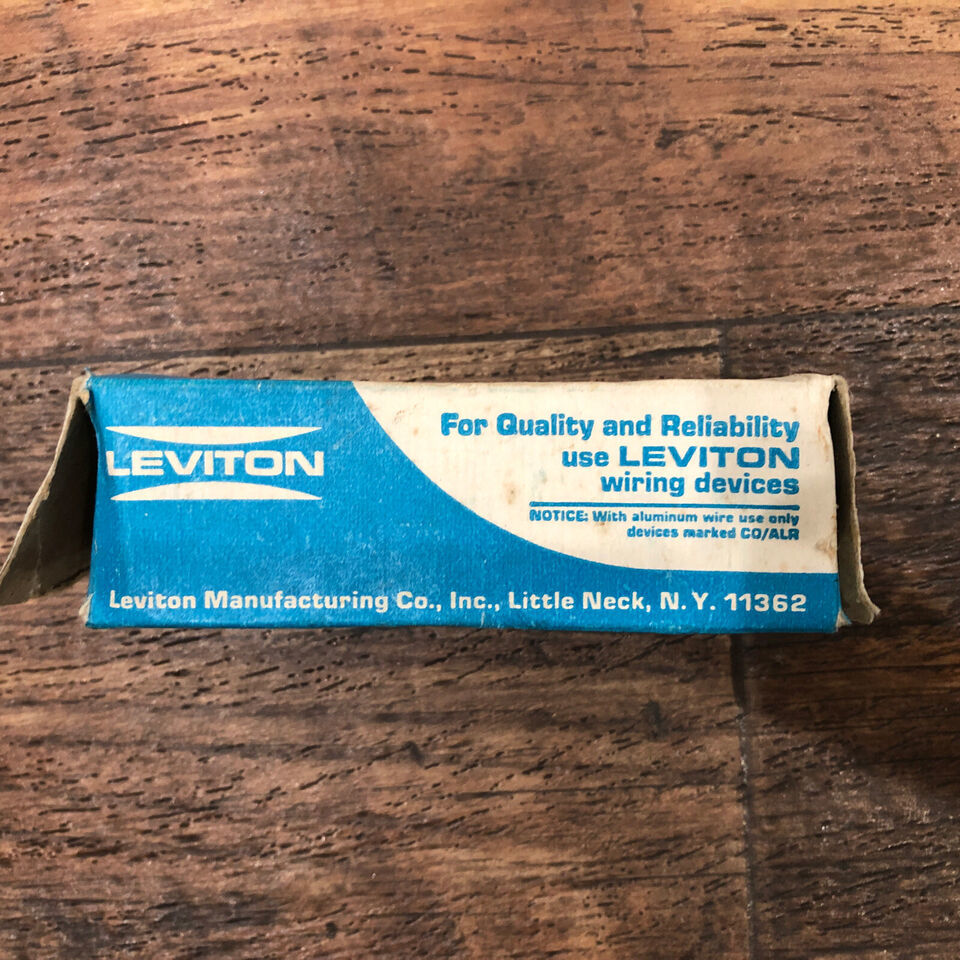 LEVITON
For Quality and Reliability
use LEVITON
wiring devices
NOTICE: With aluminum wire use only
devices marked CO/ALR
Leviton Manufacturing Co., Inc., Little Neck, N.Y. 11362